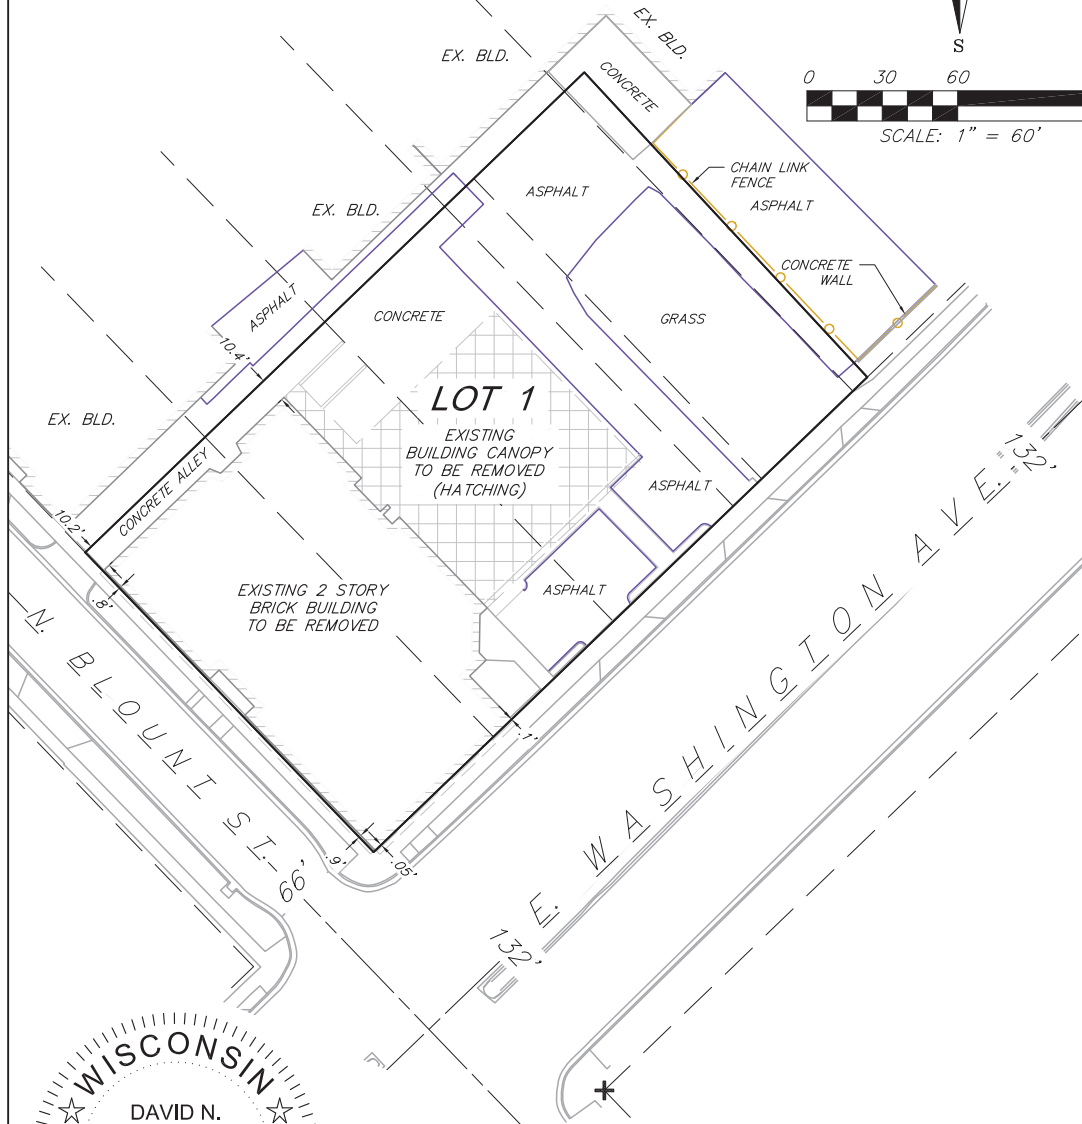 S
0 30 60
SCALE: 1" = 60'
EX. BLD.
EX. BLD.
CONCRETE
CHAIN LINK
FENCE
ASPHALT
ASPHALT
EX. BLD.
CONCRETE
WALL
ASPHALT
CONCRETE
GRASS
10.4'
LOT 1
EX. BLD.
EXISTING
BUILDING CANOPY
TO BE REMOVED
(HATCHING)
132'
CONCRETE ALLEY
ASPHALT
10.2'
EXISTING 2 STORY
BRICK BUILDING
TO BE REMOVED
ASPHALT
.8'
N. BLOUNT ST.
66'
.1'
E. WASHINGTON AVE.
.9'
.05'
132'
WISCONSIN
DAVID N.